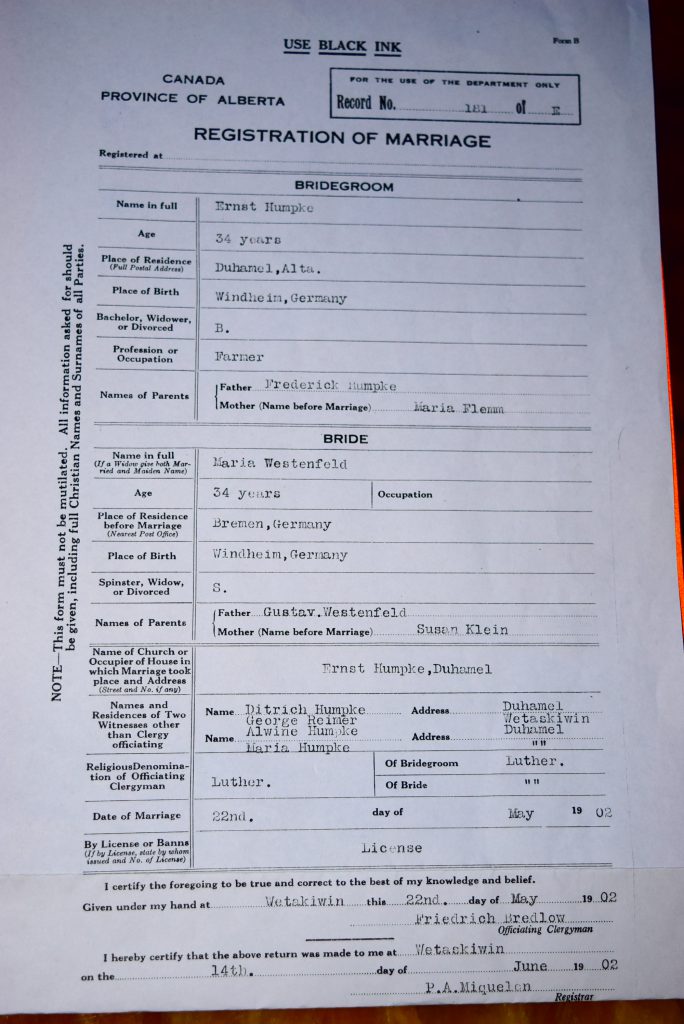 USE BLACK INK
Form B
CANADA
PROVINCE OF ALBERTA
FOR THE USE OF THE DEPARTMENT ONLY
Record No. 181 of E
REGISTRATION OF MARRIAGE
Registered at
NOTE—This form must not be mutilated. All information asked for should
be given, including full Christian Names and Surnames of all Parties.
BRIDEGROOM
Name in full Ernst Humpke
Age 34 years
Place of Residence
(Full Postal Address) Duhamel,Alta.
Place of Birth Windheim,Germany
Bachelor, Widower,
or Divorced B.
Profession or
Occupation Farmer
Names of Parents
Father Frederick Humpke
Mother (Name before Marriage) Maria Flemm
BRIDE
Name in full
(If a Widow give both Mar-
ried and Maiden Name) Maria Westenfeld
Age 34 years Occupation
Place of Residence
before Marriage
(Nearest Post Office) Bremen,Germany
Place of Birth Windheim,Germany
Spinster, Widow,
or Divorced S.
Names of Parents
Father Gustav.Westenfeld
Mother (Name before Marriage) Susan Klein
Name of Church or
Occupier of House in
which Marriage took
place and Address
(Street and No. if any) Ernst Humpke,Duhamel
Names and
Residences of Two
Witnesses other
than Clergy
officiating
Name Ditrich Humpke Address Duhamel
George Reimer Wetaskiwin
Name Alwine Humpke Address Duhamel
Maria Humpke " "
Religious Denomina-
tion of Officiating
Clergyman Luther.
Of Bridegroom Luther.
Of Bride " "
Date of Marriage 22nd. day of May 19 02
By License or Banns
(If by License, state by whom
issued and No. of License) License
I certify the foregoing to be true and correct to the best of my knowledge and belief.
Given under my hand at Wetakiwin this 22nd. day of May 19 02
Friedrich Bredlow
Officiating Clergyman
I hereby certify that the above return was made to me at Wetaskiwin
on the 14th. day of June 19 02
P.A.Miquelon
Registrar